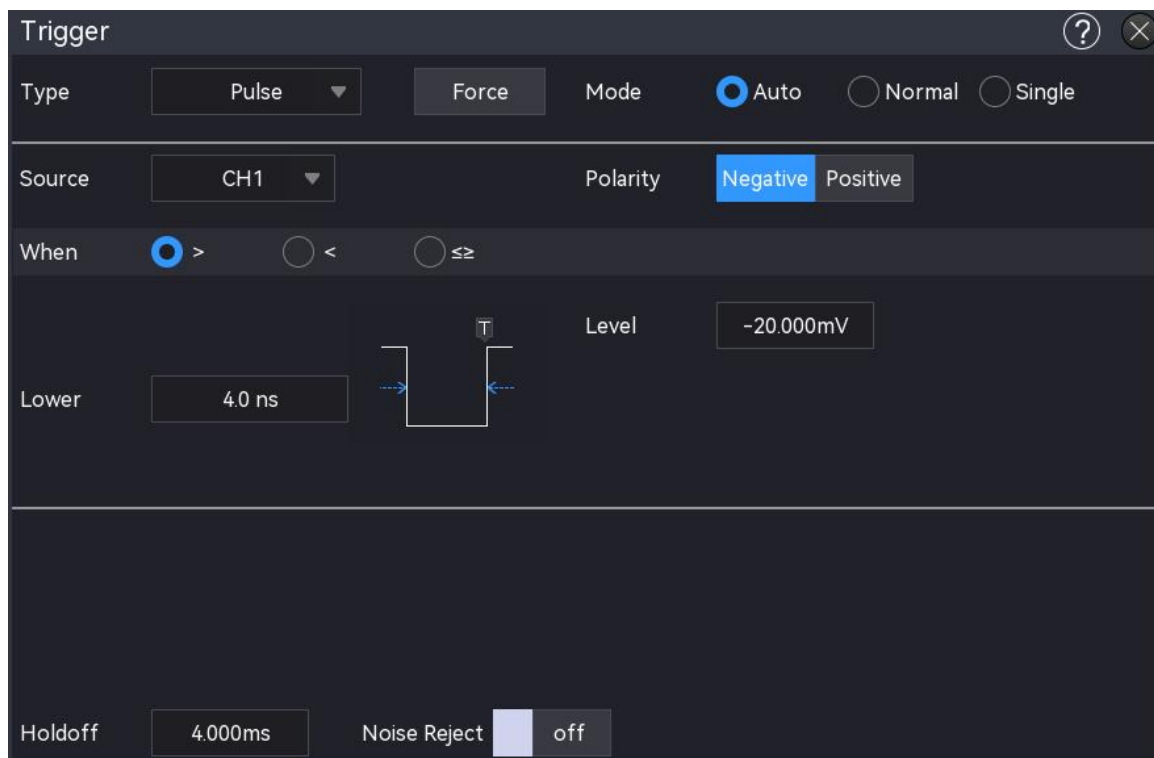 Trigger ?
Type Pulse Force Mode Auto Normal Single
Source CH1 Polarity Negative Positive
When > < ≤≥
T
Level -20.000mV
Lower 4.0 ns
Holdoff 4.000ms Noise Reject off